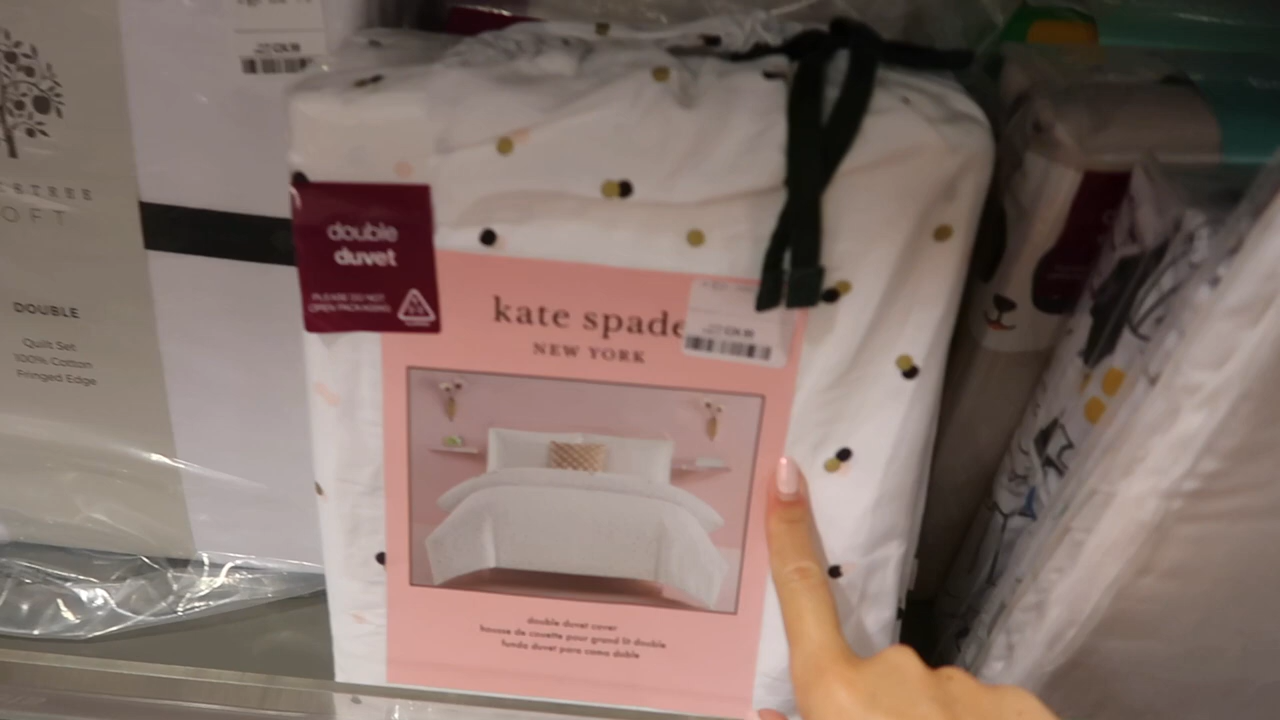 OFT
DOUBLE
Quilt Set
100% Cotton
Fringed Edge
double
duvet
PLEASE DO NOT
OPEN PACKAGING
kate spade
NEW YORK
double duvet cover
housse de couette pour grand lit double
funda duvet para cama doble